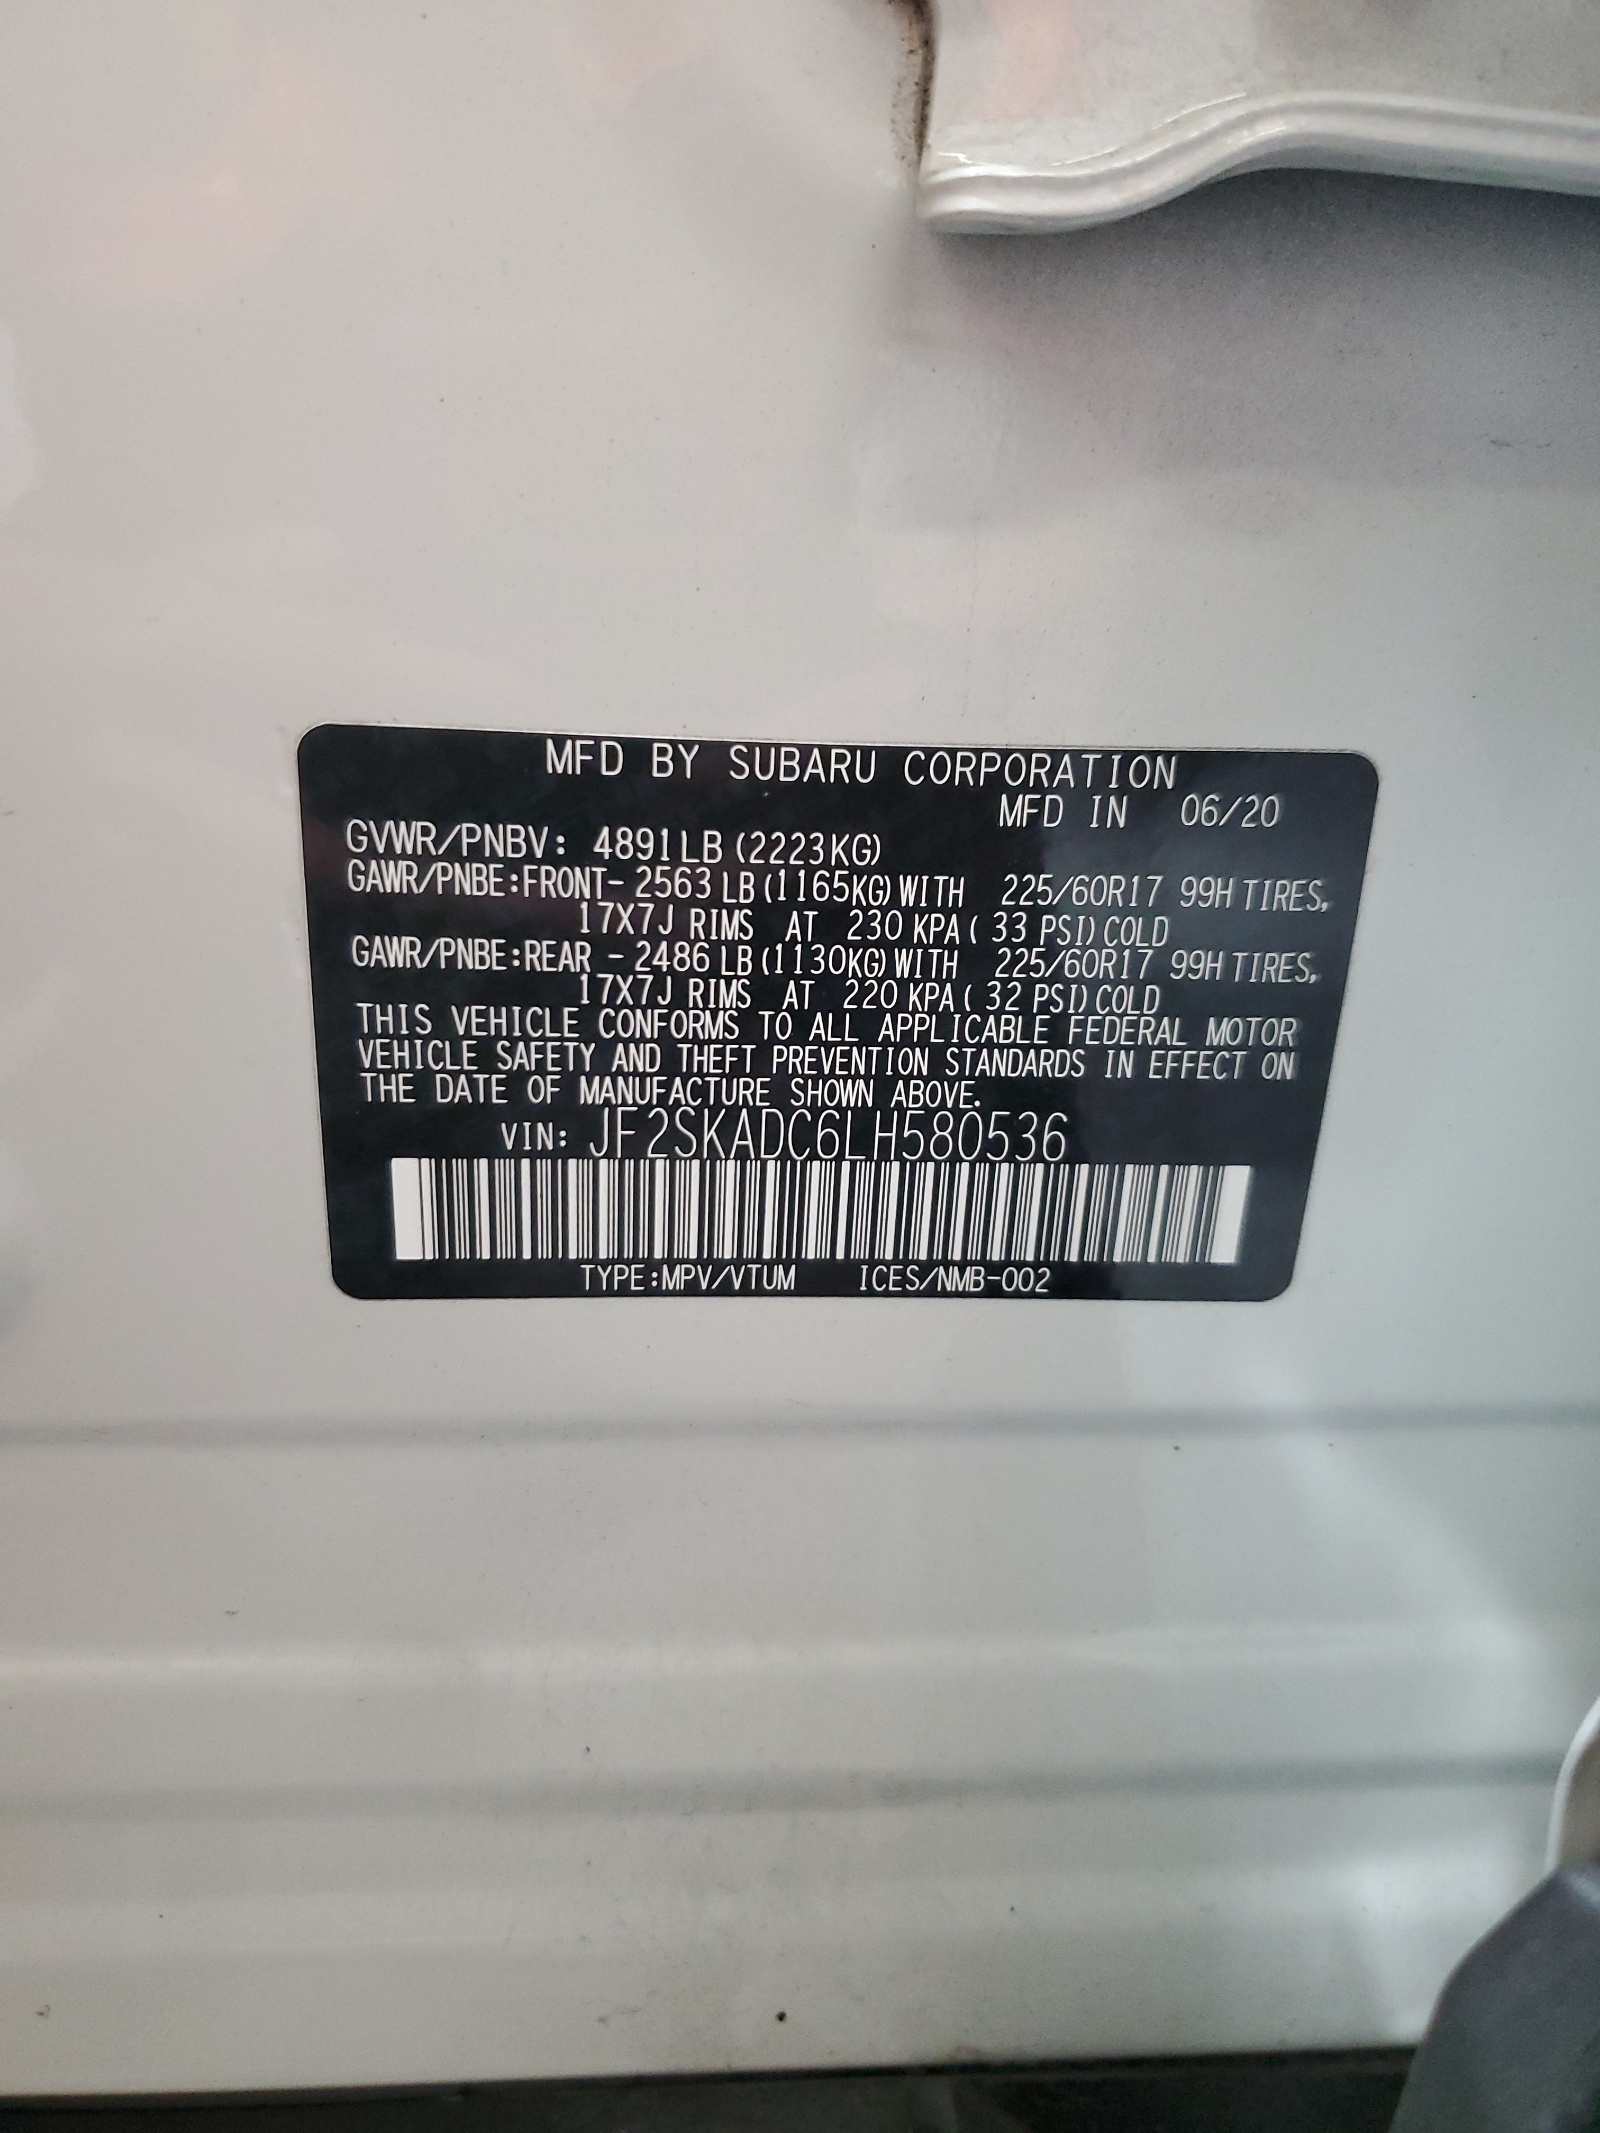 MFD BY SUBARU CORPORATION
MFD IN 06/20
GVWR/PNBV: 4891LB (2223KG)
GAWR/PNBE:FRONT- 2563 LB(1165KG)WITH 225/60R17 99H TIRES,
17X7J RIMS AT 230 KPA( 33 PSI)COLD
GAWR/PNBE:REAR - 2486 LB(1130KG)WITH 225/60R17 99H TIRES,
17X7J RIMS AT 220 KPA( 32 PSI)COLD
THIS VEHICLE CONFORMS TO ALL APPLICABLE FEDERAL MOTOR
VEHICLE SAFETY AND THEFT PREVENTION STANDARDS IN EFFECT ON
THE DATE OF MANUFACTURE SHOWN ABOVE.
VIN: JF2SKADC6LH580536
TYPE:MPV/VTUM ICES/NMB-002